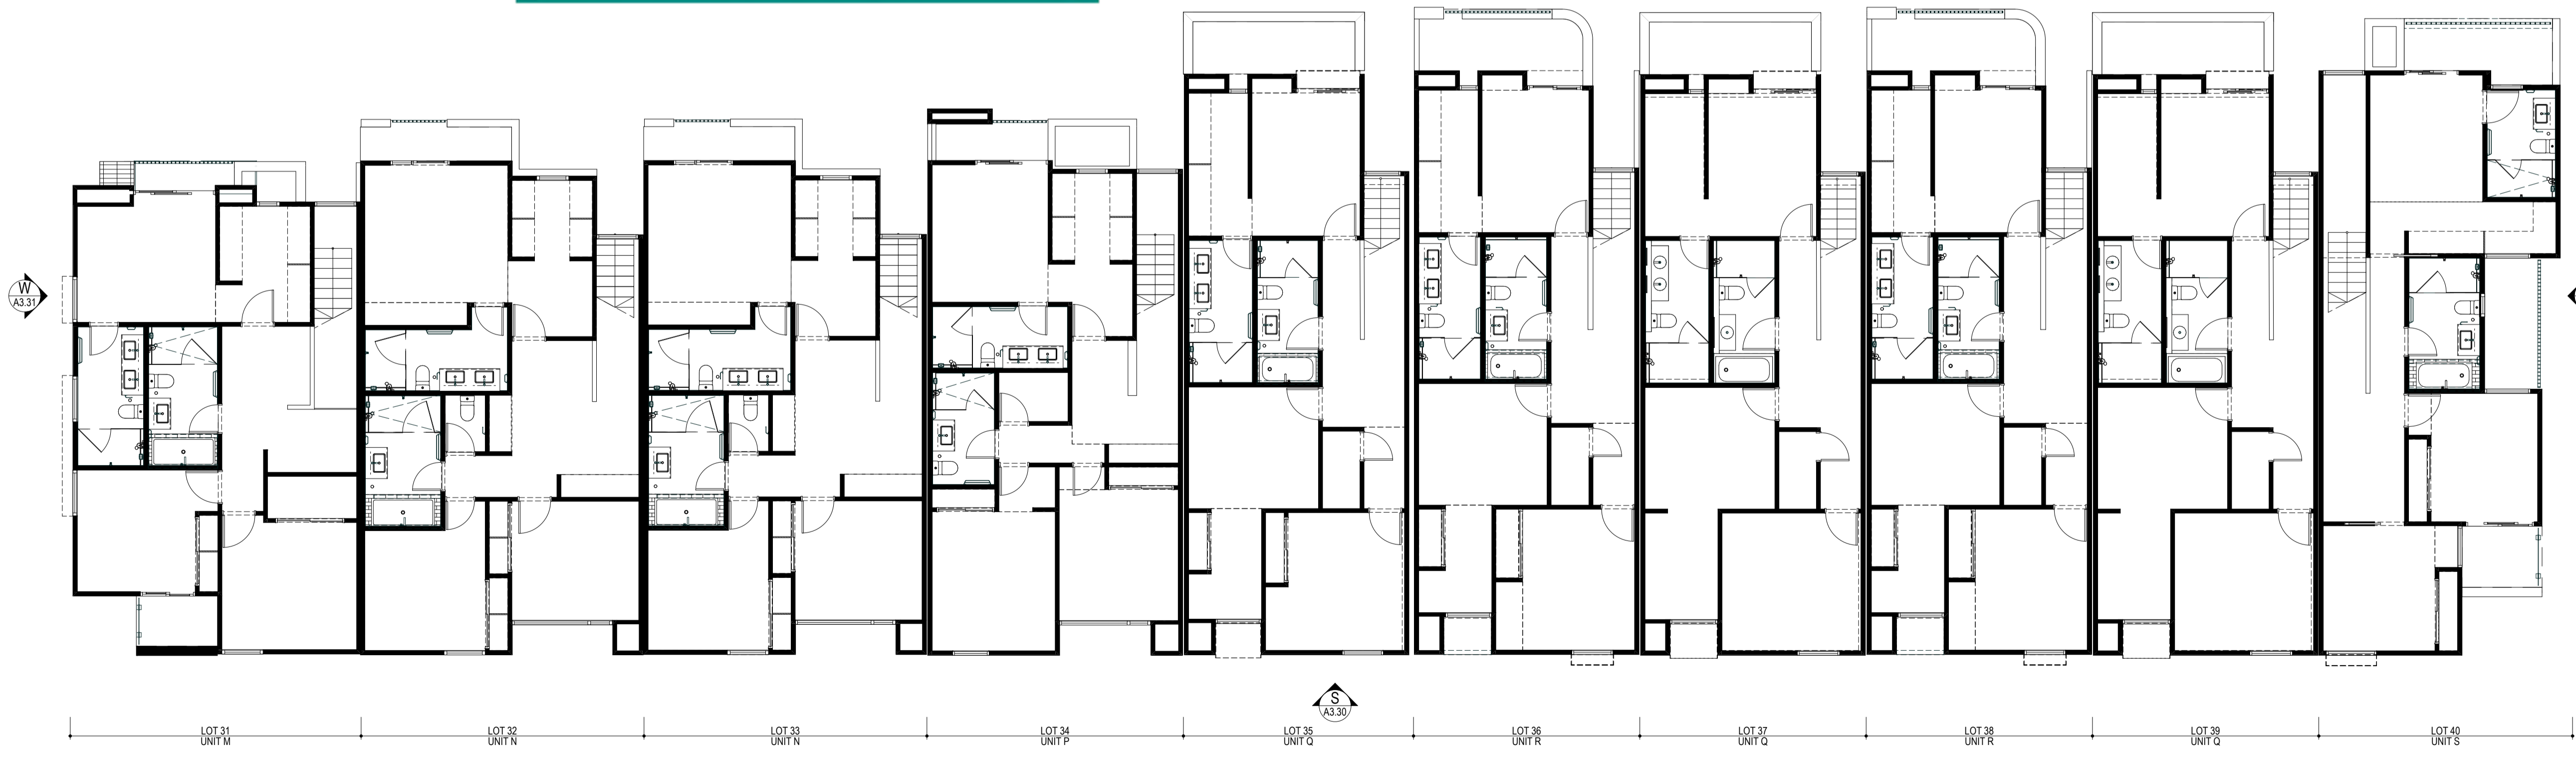 W
A3.31
S
A3.30
LOT 31
UNIT M
LOT 32
UNIT N
LOT 33
UNIT N
LOT 34
UNIT P
LOT 35
UNIT Q
LOT 36
UNIT R
LOT 37
UNIT Q
LOT 38
UNIT R
LOT 39
UNIT Q
LOT 40
UNIT S